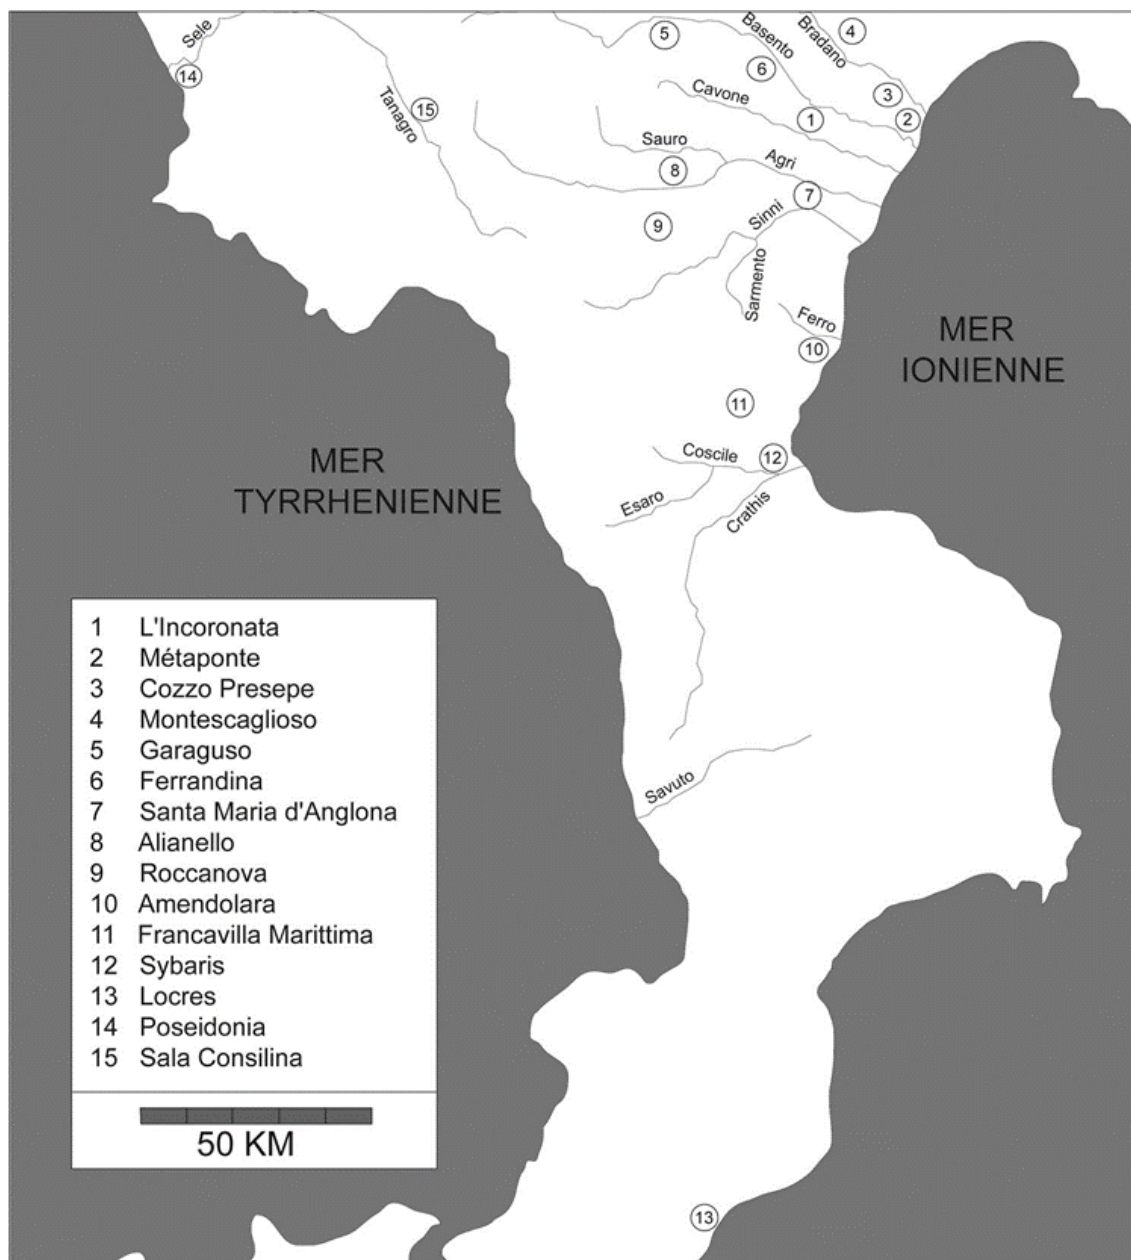 Sele
14
Tanagro
15
5
Basento
Bradano
4
6
3
Cavone
1
2
Sauro
8
Agri
7
9
Sinni
Sarmento
Ferro
10
MER
IONIENNE
11
MER
TYRRHENIENNE
Coscile
12
Esaro
Crathis
1 L'Incoronata
2 Métaponte
3 Cozzo Presepe
4 Montescaglioso
5 Garaguso
6 Ferrandina
7 Santa Maria d'Anglona
8 Alianello
9 Roccanova
10 Amendolara
11 Francavilla Marittima
12 Sybaris
13 Locres
14 Poseidonia
15 Sala Consilina
50 KM
Savuto
13